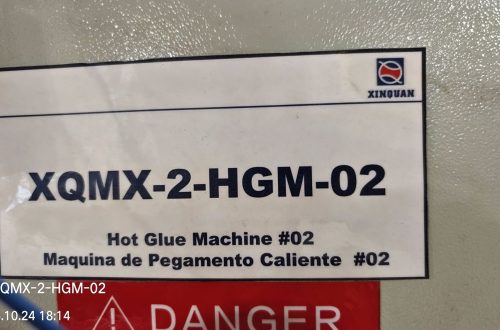 XINQUAN
XQMX-2-HGM-02
Hot Glue Machine #02
Maquina de Pegamento Caliente #02
QMX-2-HGM-02
.10.24 18:14
DANGER